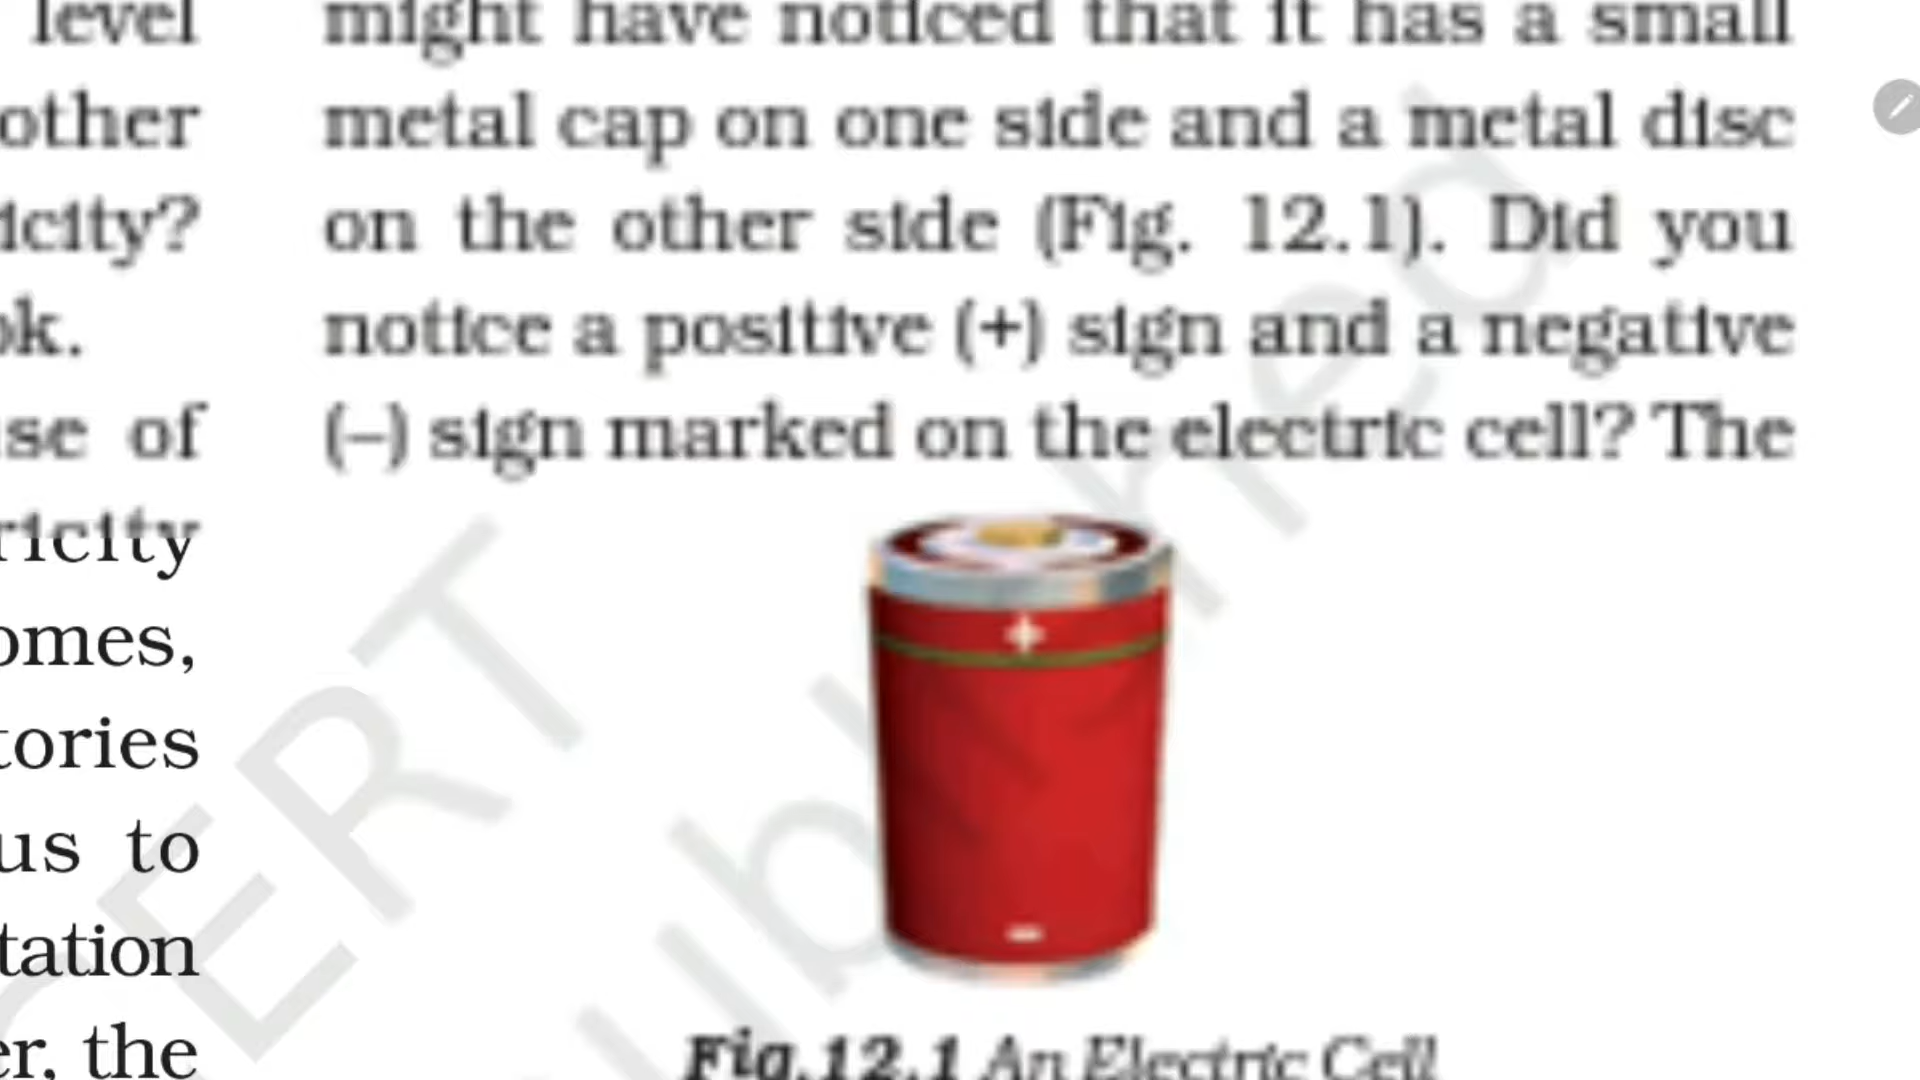 level
other
icity?
ok.
se of
ricity
omes,
tories
us to
tation
er, the
might have noticed that it has a small
metal cap on one side and a metal disc
on the other side (Fig. 12.1). Did you
notice a positive (+) sign and a negative
(–) sign marked on the electric cell? The
+
–
Fig.12.1 An Electric Cell